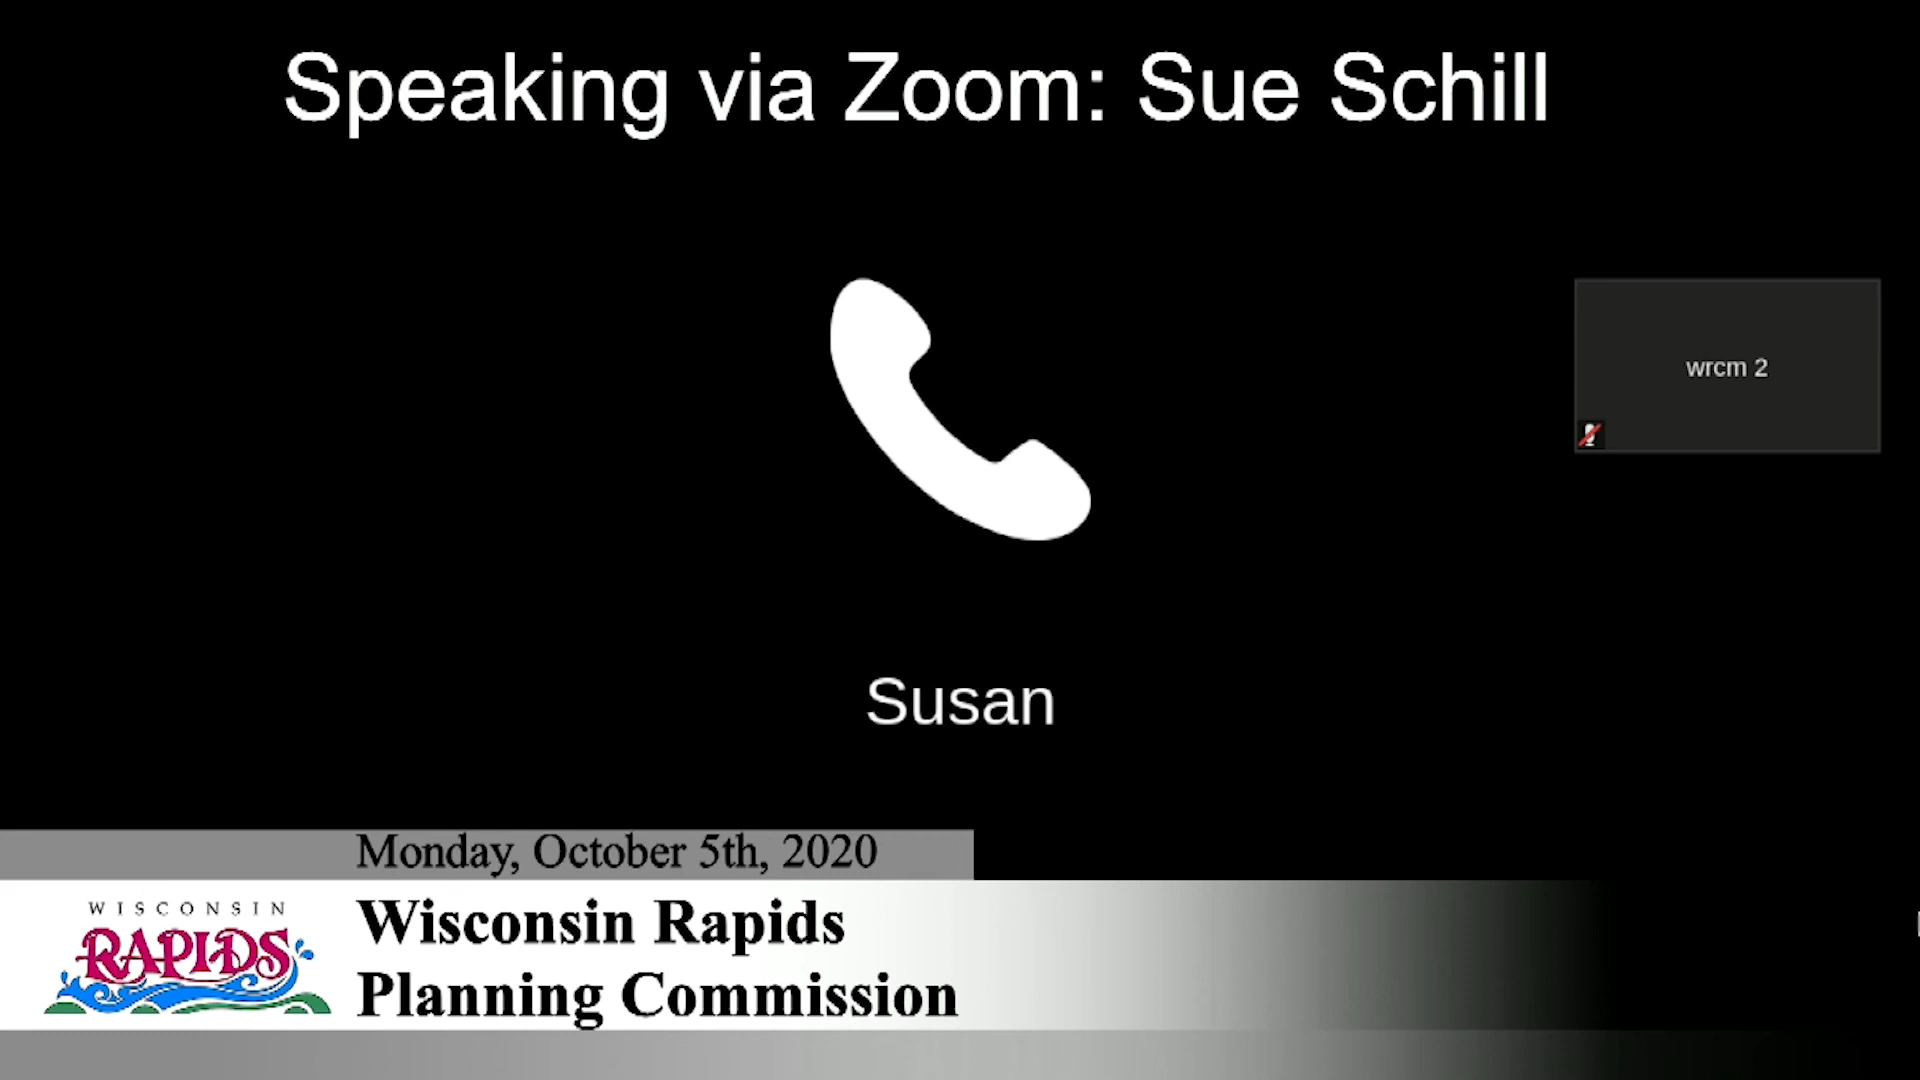 Speaking via Zoom: Sue Schill
wrcm 2
Susan
Monday, October 5th, 2020
WISCONSIN
RAPIDS
Wisconsin Rapids
Planning Commission